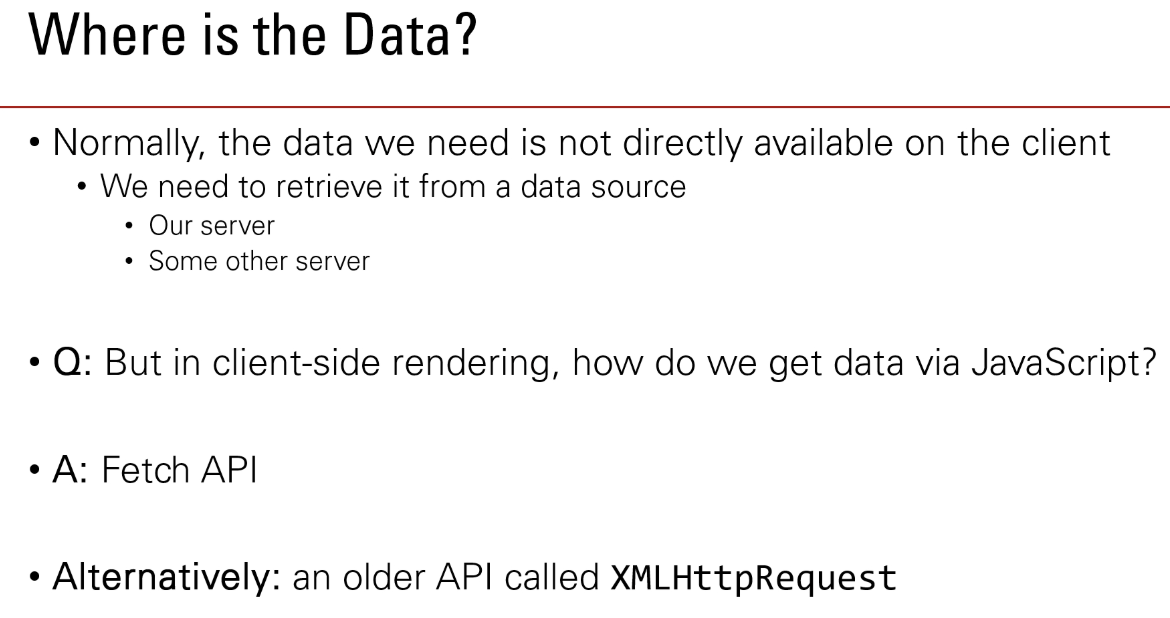 Where is the Data?
• Normally, the data we need is not directly available on the client
• We need to retrieve it from a data source
• Our server
• Some other server
• Q: But in client-side rendering, how do we get data via JavaScript?
• A: Fetch API
• Alternatively: an older API called XMLHttpRequest